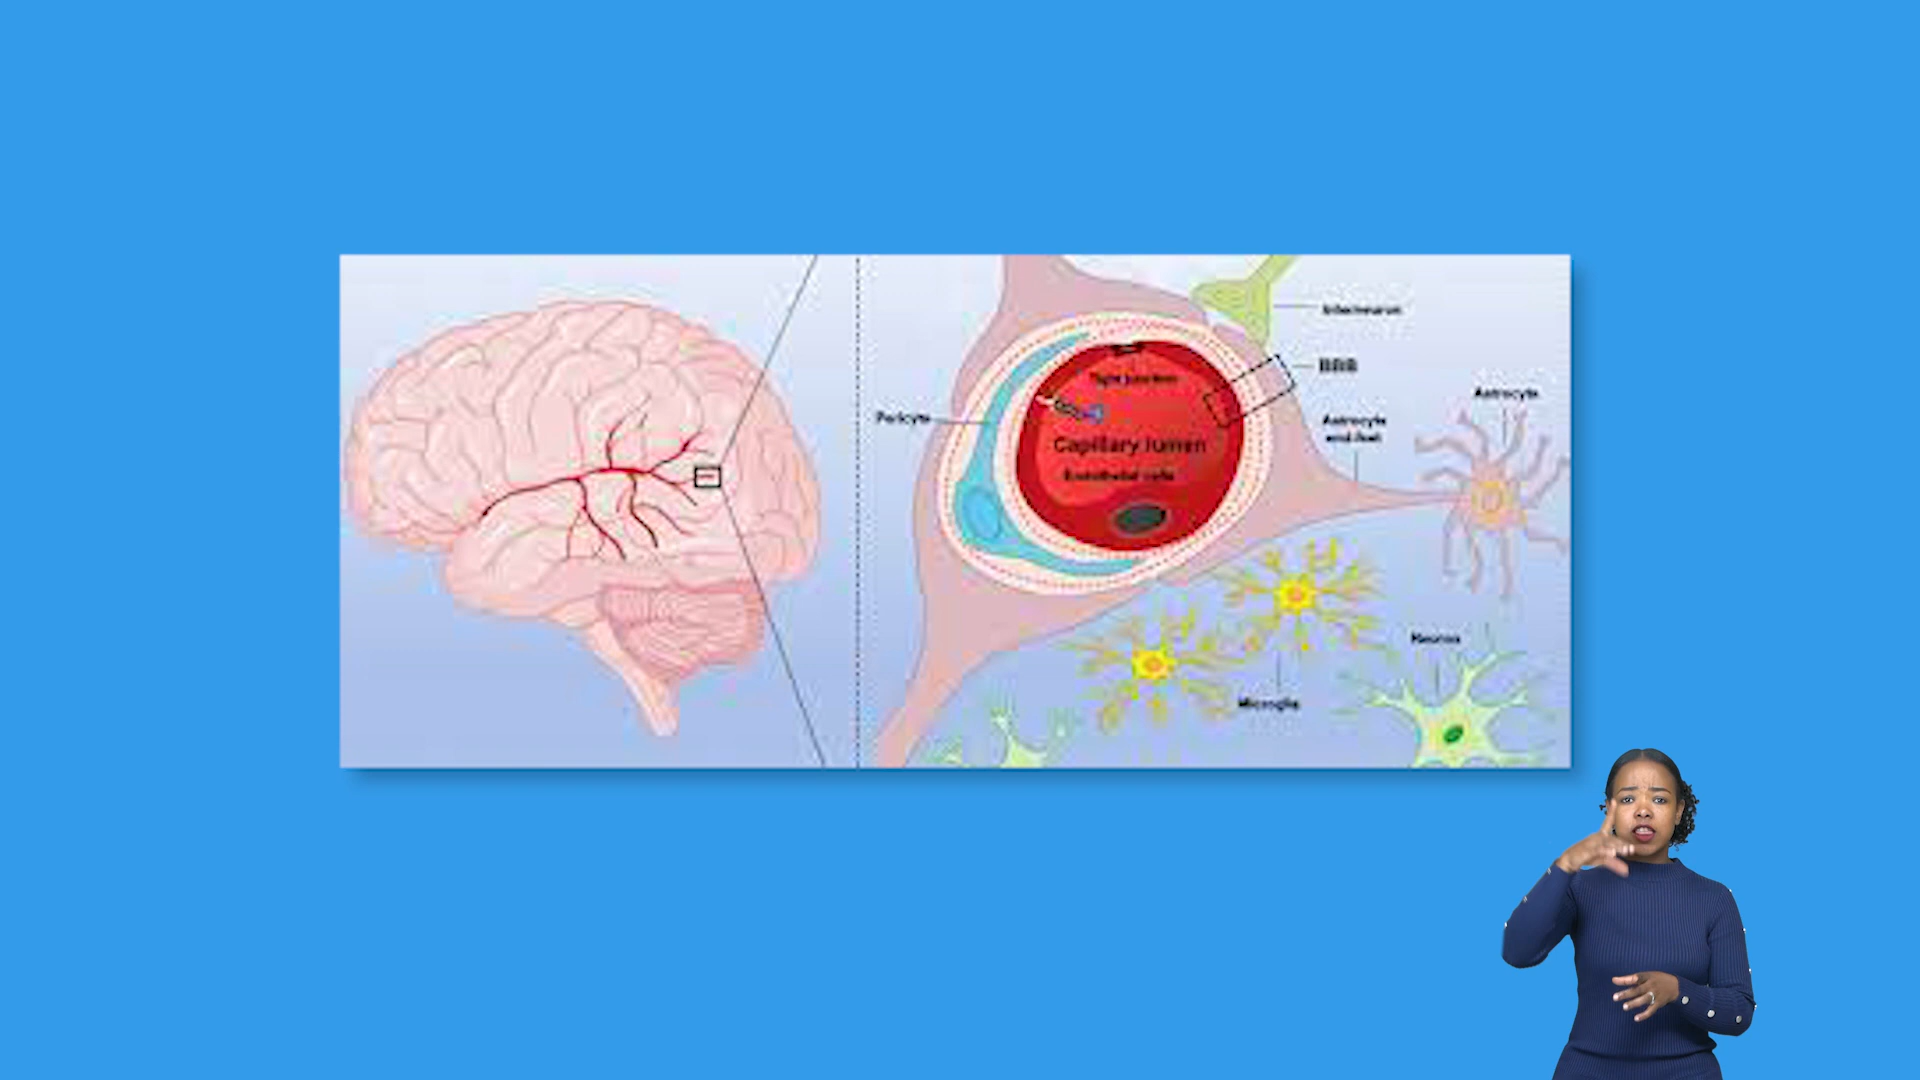 Interneuron
BBB
Tight junction
Astrocyte
Pericyte
Astrocyte
end-feet
Capillary lumen
Endothelial cells
Neuron
Microglia